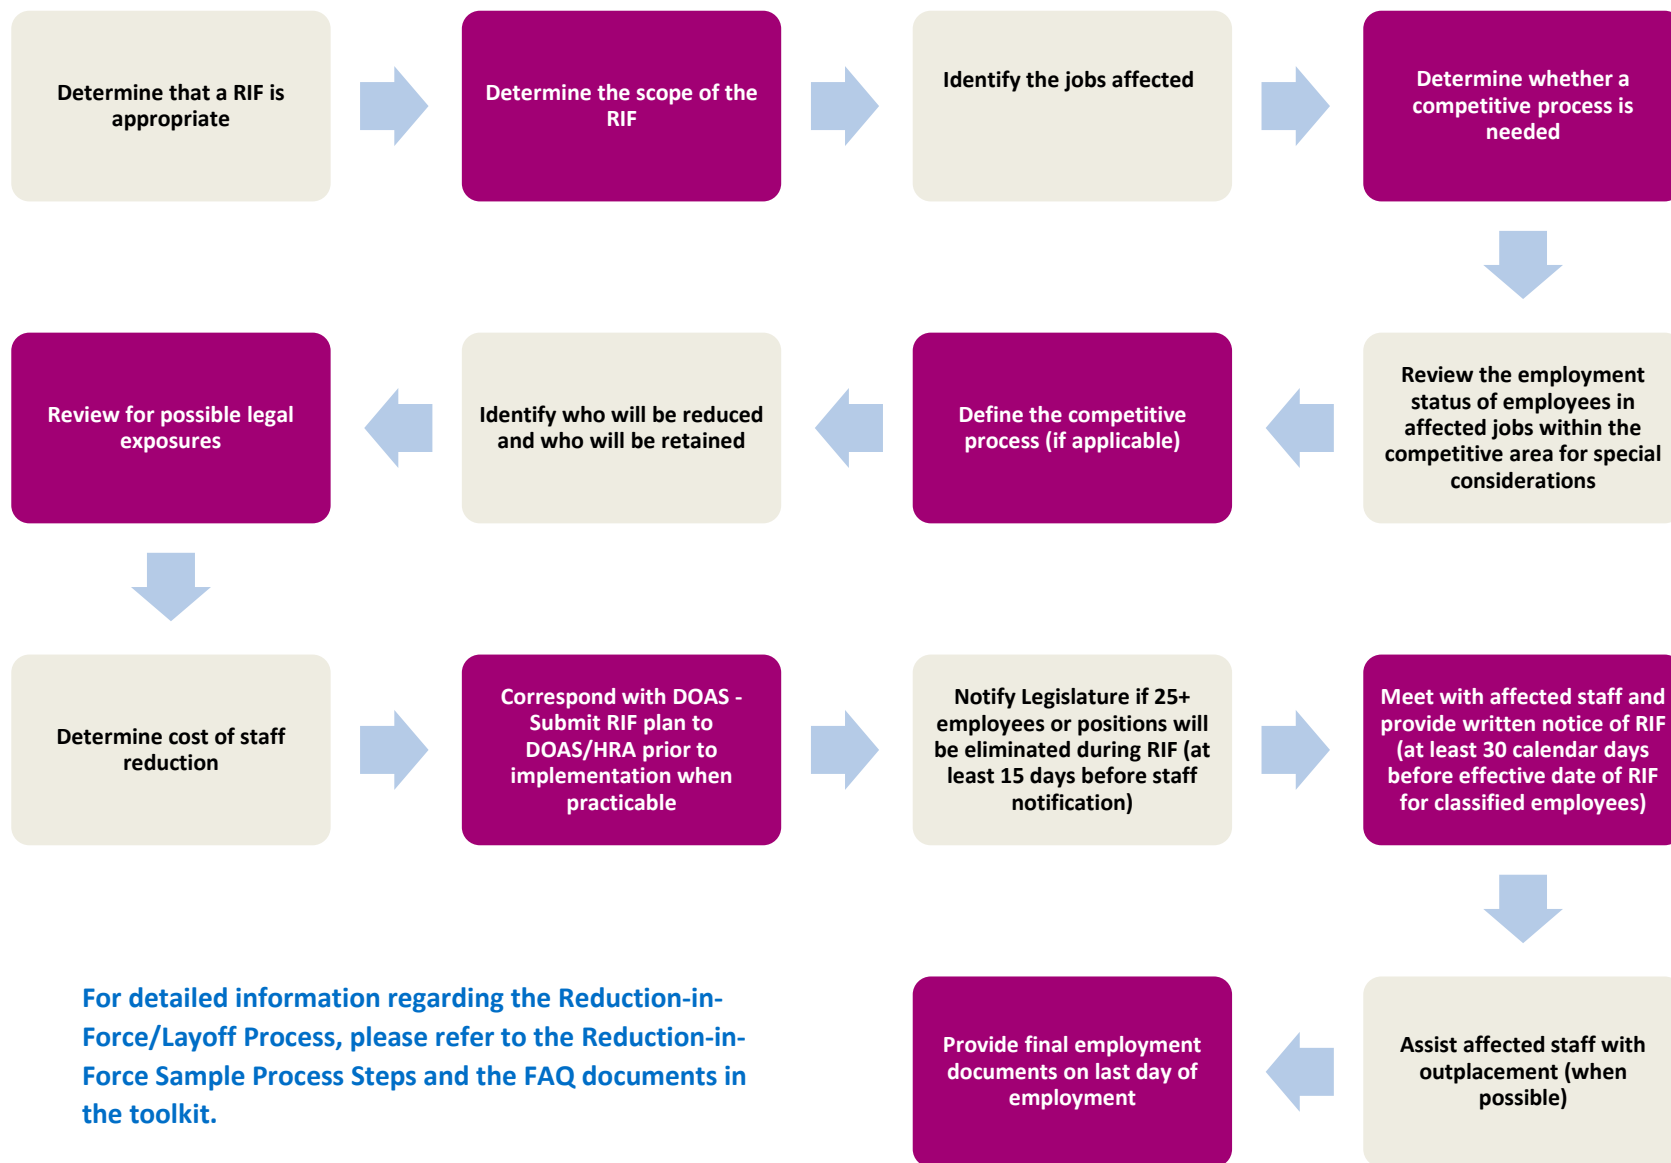 Determine that a RIF is
appropriate
Determine the scope of the
RIF
Identify the jobs affected
Determine whether a
competitive process is
needed
Review the employment
status of employees in
affected jobs within the
competitive area for special
considerations
Define the competitive
process (if applicable)
Identify who will be reduced
and who will be retained
Review for possible legal
exposures
Determine cost of staff
reduction
Correspond with DOAS -
Submit RIF plan to
DOAS/HRA prior to
implementation when
practicable
Notify Legislature if 25+
employees or positions will
be eliminated during RIF (at
least 15 days before staff
notification)
Meet with affected staff and
provide written notice of RIF
(at least 30 calendar days
before effective date of RIF
for classified employees)
Assist affected staff with
outplacement (when
possible)
Provide final employment
documents on last day of
employment
For detailed information regarding the Reduction-in-
Force/Layoff Process, please refer to the Reduction-in-
Force Sample Process Steps and the FAQ documents in
the toolkit.